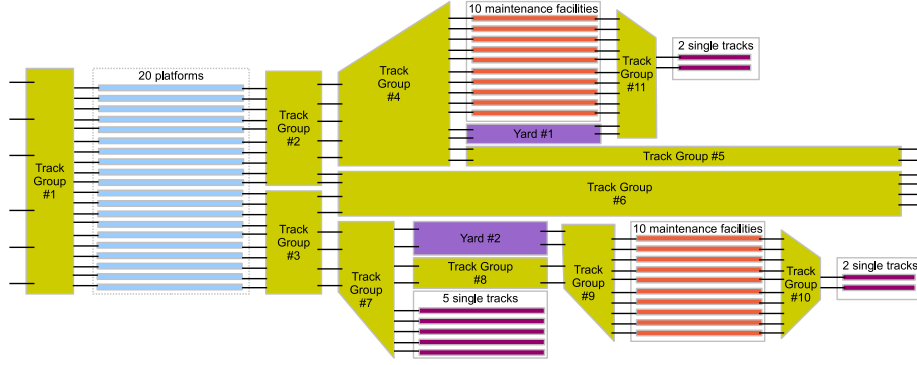 10 maintenance facilities
2 single tracks
20 platforms
Track
Group
#11
Track
Group
#4
Track
Group
#2
Yard #1
Track Group #5
Track
Group
#1
Track Group
#6
10 maintenance facilities
Track
Group
#3
Yard #2
2 single tracks
Track Group
#8
Track
Group
#7
Track
Group
#9
Track
Group
#10
5 single tracks